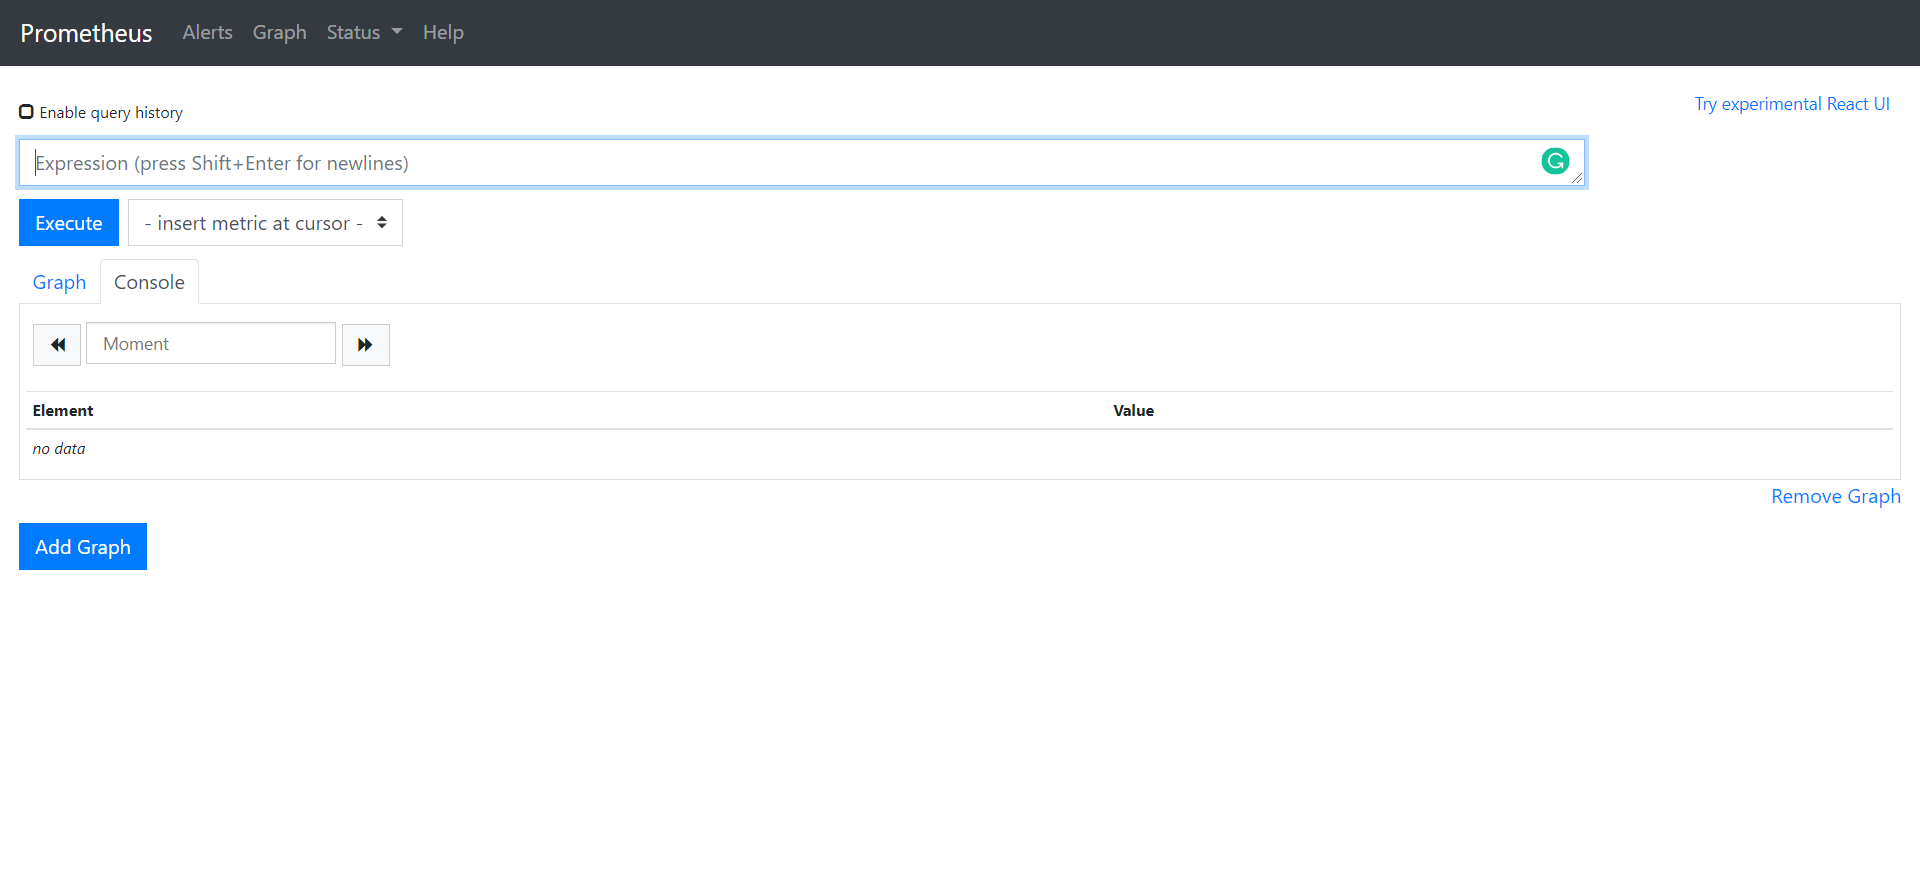 Prometheus Alerts Graph Status Help
Enable query history
Try experimental React UI
Expression (press Shift+Enter for newlines)
Execute - insert metric at cursor -
Graph Console
Moment
Element Value
no data
Remove Graph
Add Graph